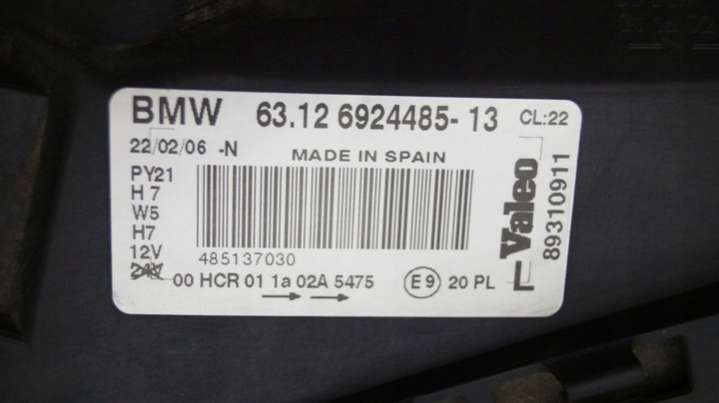 BMW 63.12 6924485-13 CL:22
22/02/06 -N MADE IN SPAIN
PY21
H7
W5
H7
12V
24V
485137030
00 HCR 01 1a 02A 5475 E9 20 PL
Valeo
89310911